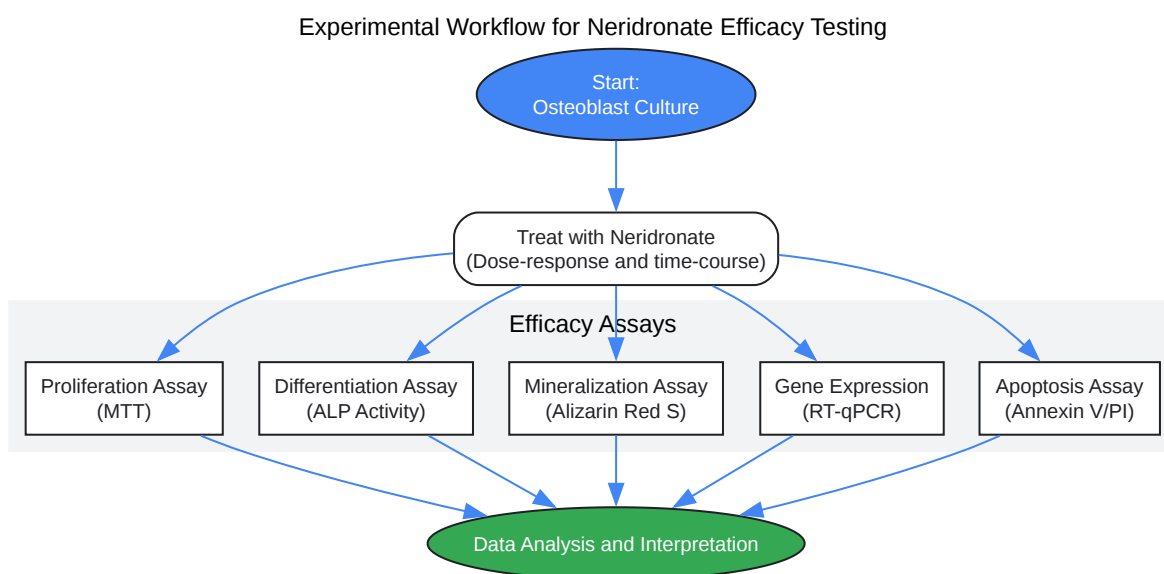 Experimental Workflow for Neridronate Efficacy Testing
Start:
Osteoblast Culture
Treat with Neridronate
(Dose-response and time-course)
Efficacy Assays
Proliferation Assay
(MTT)
Differentiation Assay
(ALP Activity)
Mineralization Assay
(Alizarin Red S)
Gene Expression
(RT-qPCR)
Apoptosis Assay
(Annexin V/PI)
Data Analysis and Interpretation